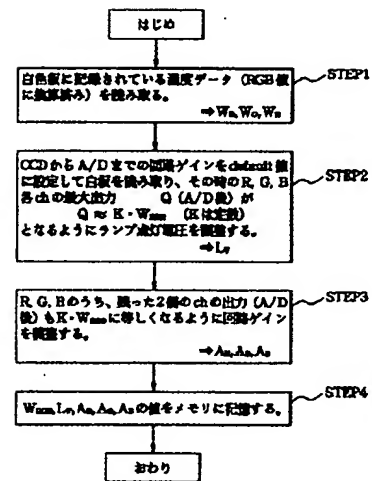 はじめ
STEP1
白色板に記録されている濃度データ（RGB値
に換算済み）を読み取る。
⇒WR,WG,WB
STEP2
CCDからA/Dまでの回路ゲインをdefault値
に設定して白板を読み取り、その時のR, G, B
各chの最大出力 Q（A/D後）が
Q ≈ K・Wmax （Kは定数）
となるようにランプ点灯電圧を調整する。
⇒LV
STEP3
R, G, Bのうち、残った2個のchの出力（A/D
後）もK・Wmaxに等しくなるように回路ゲイン
を調整する。
⇒AR,AG,AB
STEP4
の値をメモリに記憶する。
おわり